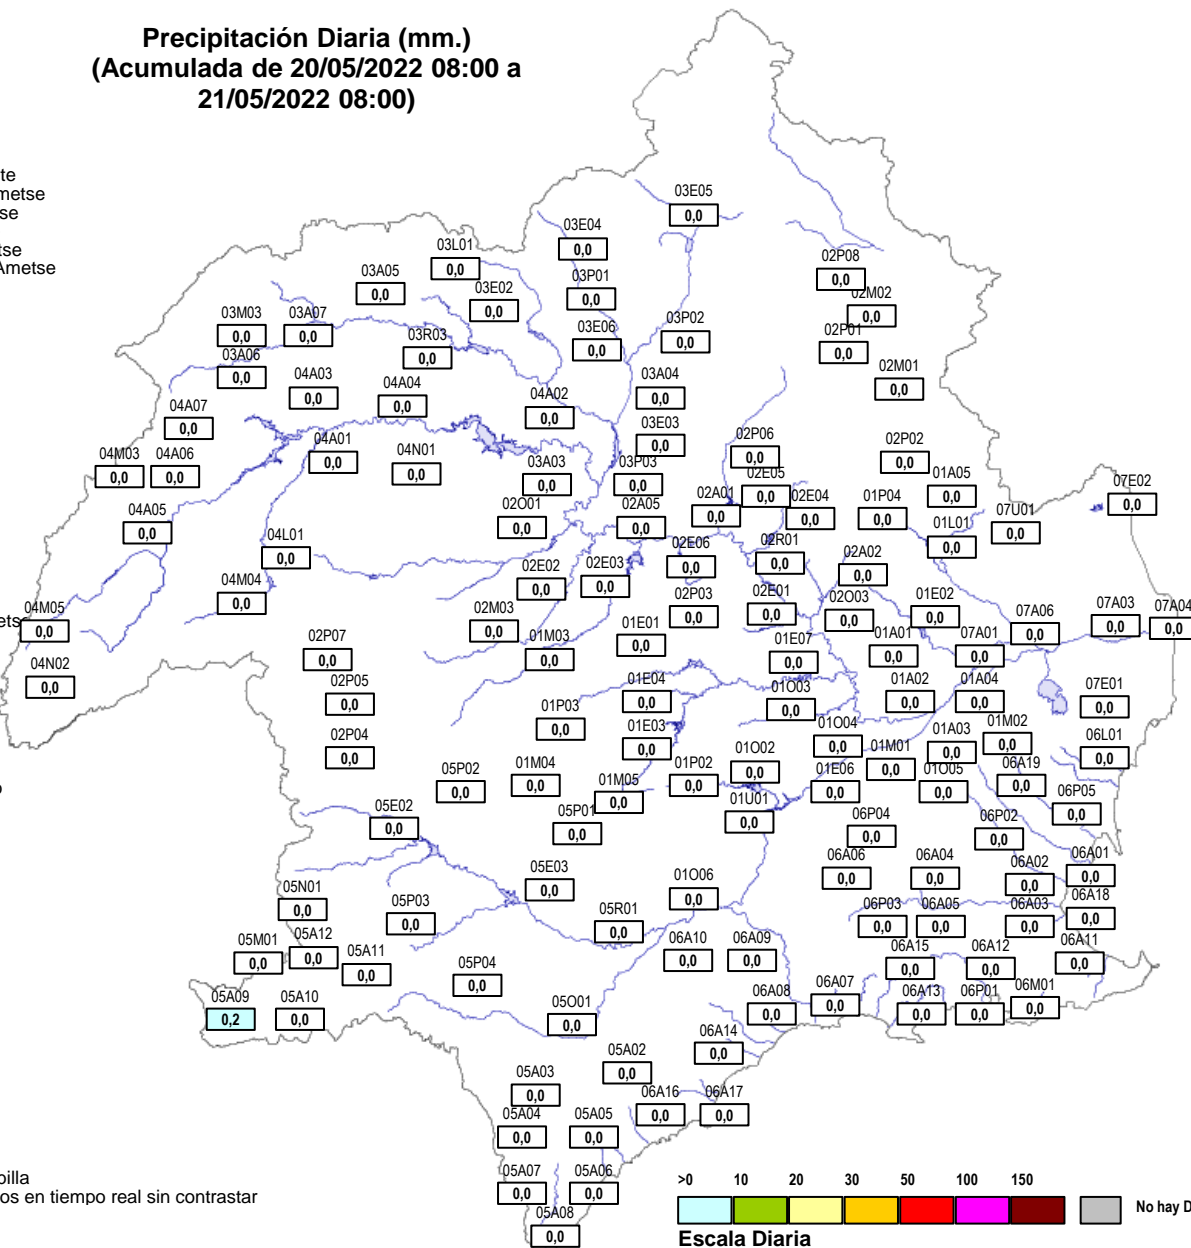 Precipitación Diaria (mm.)
(Acumulada de 20/05/2022 08:00 a
21/05/2022 08:00)
te
metse
se
tse
Ametse
03E05
0,0
03E04
0,0
03L01
0,0
02P08
0,0
03A05
0,0
03P01
0,0
03E02
0,0
02M02
0,0
03M03
0,0
03A07
0,0
03P02
0,0
03E06
0,0
02P01
0,0
03R03
0,0
03A06
0,0
02M01
0,0
04A03
0,0
04A04
0,0
03A04
0,0
04A02
0,0
04A07
0,0
03E03
0,0
02P06
0,0
04A01
0,0
02P02
0,0
04M03
0,0
04A06
0,0
04N01
0,0
03A03
0,0
03P03
0,0
02E05
0,0
01A05
0,0
07E02
0,0
02A01
0,0
02E04
0,0
01P04
0,0
04A05
0,0
02O01
0,0
02A05
0,0
07U01
0,0
01L01
0,0
04L01
0,0
02E06
0,0
02R01
0,0
02A02
0,0
02E02
0,0
02E03
0,0
04M04
0,0
04M05
0,0
etse
02M03
0,0
02P03
0,0
02E01
0,0
02O03
0,0
01E02
0,0
07A06
0,0
07A03
0,0
07A04
0,0
02P07
0,0
01M03
0,0
01E01
0,0
01E07
0,0
01A01
0,0
07A01
0,0
04N02
0,0
02P05
0,0
01E04
0,0
01O03
0,0
01A02
0,0
01A04
0,0
07E01
0,0
01P03
0,0
02P04
0,0
01E03
0,0
01O04
0,0
01A03
0,0
01M02
0,0
06L01
0,0
05P02
0,0
01M04
0,0
01M05
0,0
01P02
0,0
01O02
0,0
01M01
0,0
01E06
0,0
01O05
0,0
06A19
0,0
06P05
0,0
05E02
0,0
05P01
0,0
01U01
0,0
06P04
0,0
06P02
0,0
05E03
0,0
01O06
0,0
06A06
0,0
06A04
0,0
06A02
0,0
06A01
0,0
05N01
0,0
05P03
0,0
05R01
0,0
06P03
0,0
06A05
0,0
06A03
0,0
06A18
0,0
05M01
0,0
05A12
0,0
05A11
0,0
05P04
0,0
06A10
0,0
06A09
0,0
06A15
0,0
06A12
0,0
06A11
0,0
05A09
0,2
05A10
0,0
05O01
0,0
06A08
0,0
06A07
0,0
06A13
0,0
06P01
0,0
06M01
0,0
06A14
0,0
05A02
0,0
05A03
0,0
06A16
0,0
06A17
0,0
05A04
0,0
05A05
0,0
05A07
0,0
05A06
0,0
05A08
0,0
pilla
os en tiempo real sin contrastar
>0 10 20 30 50 100 150
No hay D
Escala Diaria